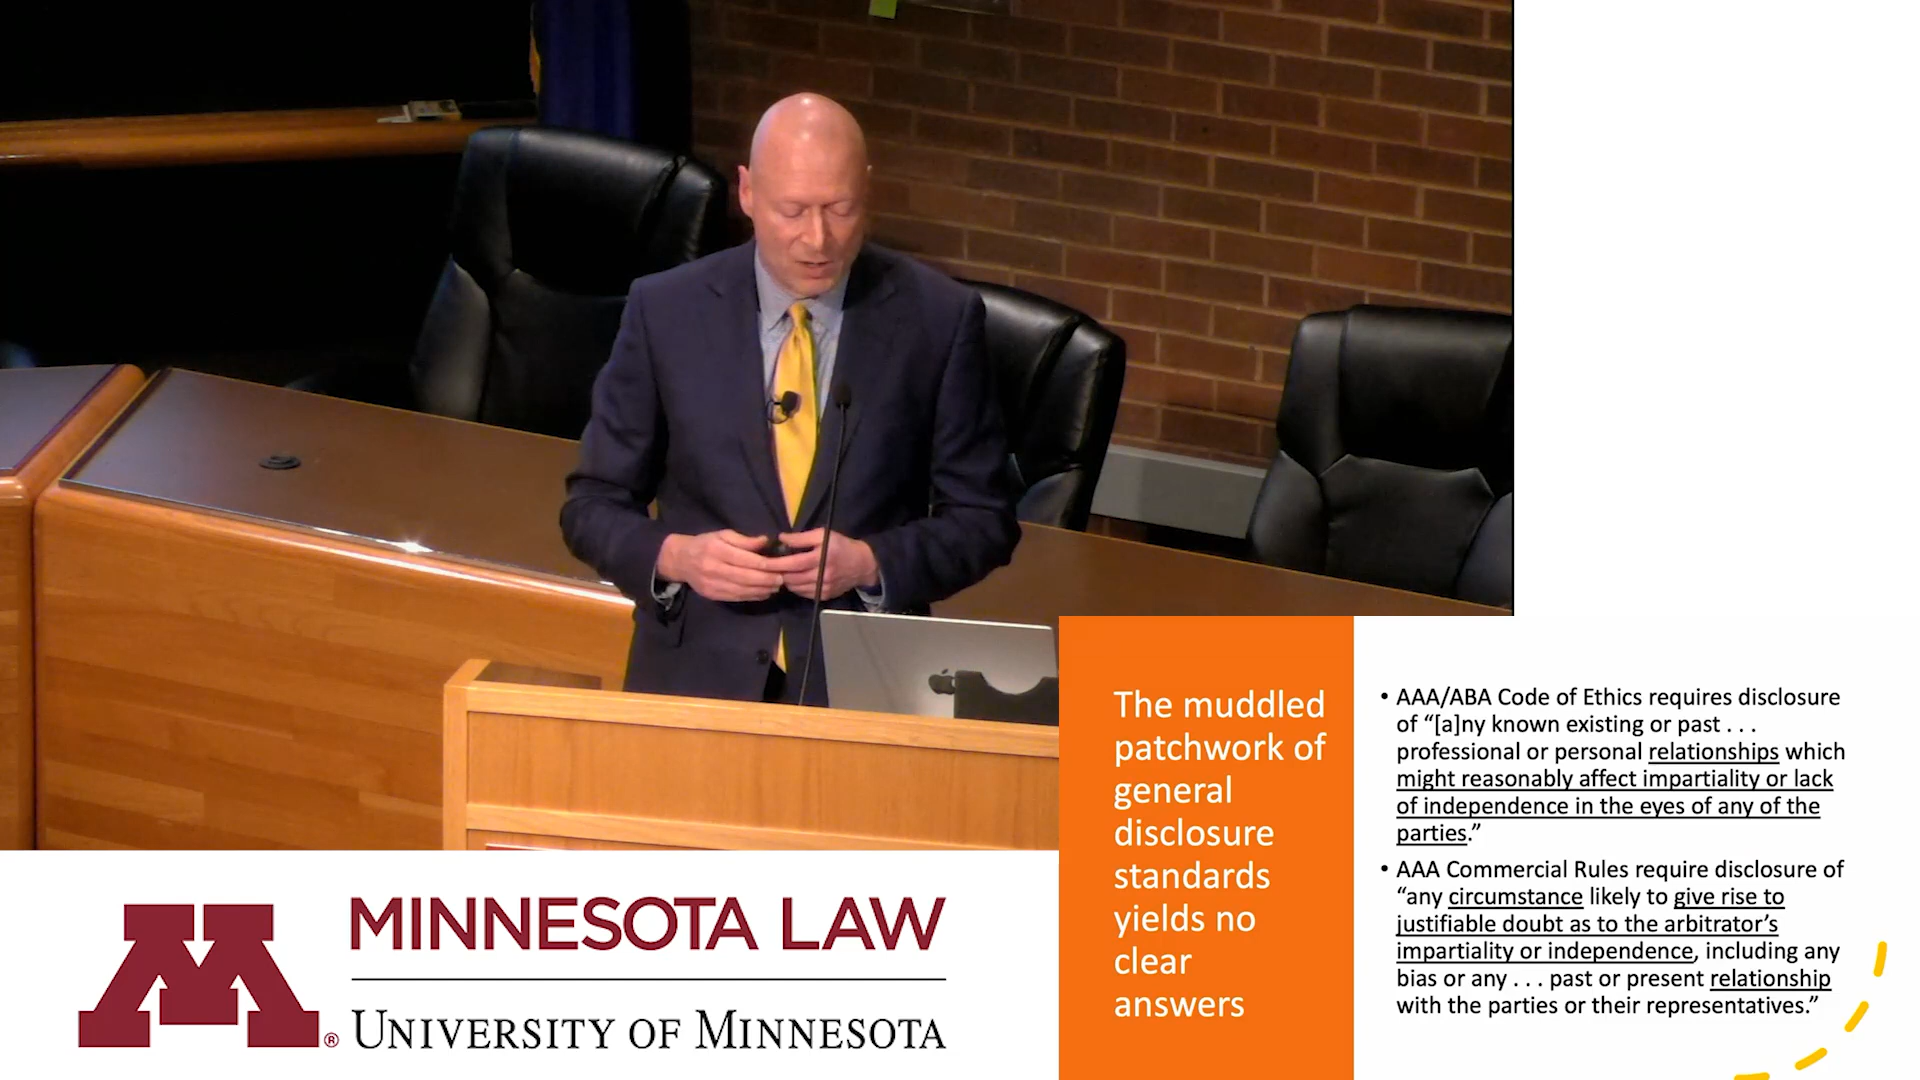 The muddled
patchwork of
general
disclosure
standards
yields no
clear
answers
• AAA/ABA Code of Ethics requires disclosure
of “[a]ny known existing or past . . .
professional or personal relationships which
might reasonably affect impartiality or lack
of independence in the eyes of any of the
parties.”
• AAA Commercial Rules require disclosure of
“any circumstance likely to give rise to
justifiable doubt as to the arbitrator’s
impartiality or independence, including any
bias or any . . . past or present relationship
with the parties or their representatives.”
M®
MINNESOTA LAW
UNIVERSITY OF MINNESOTA